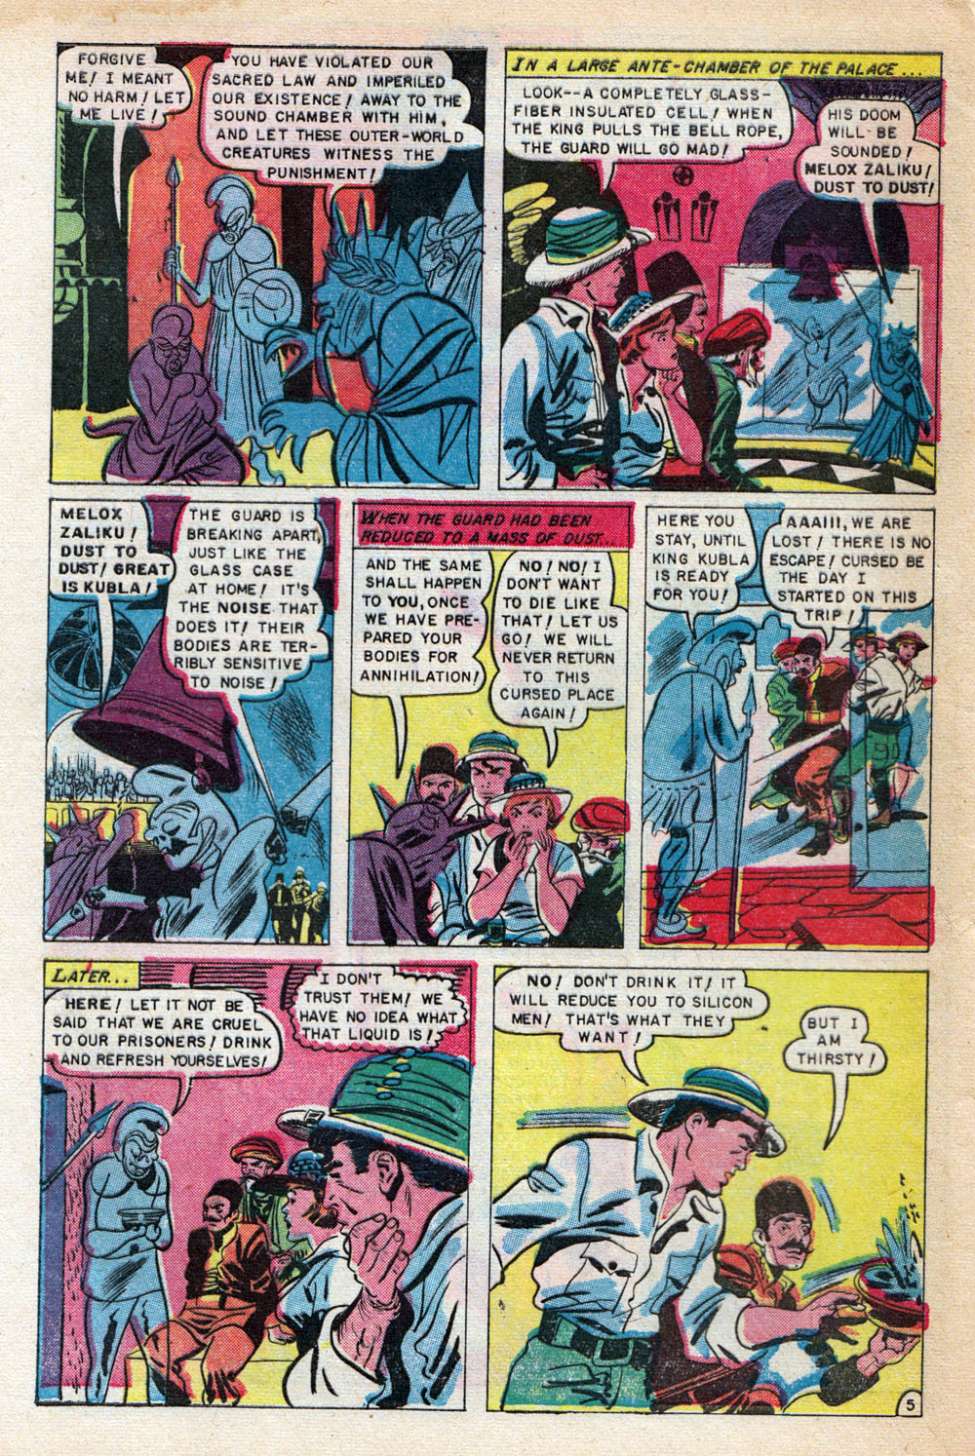 FORGIVE
ME! I MEANT
NO HARM! LET
ME LIVE!
YOU HAVE VIOLATED OUR
SACRED LAW AND IMPERILED
OUR EXISTENCE! AWAY TO THE
SOUND CHAMBER WITH HIM,
AND LET THESE OUTER-WORLD
CREATURES WITNESS THE
PUNISHMENT!
IN A LARGE ANTE-CHAMBER OF THE PALACE...
LOOK--A COMPLETELY GLASS-
FIBER INSULATED CELL! WHEN
THE KING PULLS THE BELL ROPE,
THE GUARD WILL GO MAD!
HIS DOOM
WILL BE
SOUNDED!
MELOX ZALIKU!
DUST TO DUST!
MELOX
ZALIKU!
DUST TO
DUST! GREAT
IS KUBLA!
THE GUARD IS
BREAKING APART,
JUST LIKE THE
GLASS CASE
AT HOME! IT'S
THE NOISE THAT
DOES IT! THEIR
BODIES ARE TER-
RIBLY SENSITIVE
TO NOISE!
WHEN THE GUARD HAD BEEN
REDUCED TO A MASS OF DUST...
AND THE SAME
SHALL HAPPEN
TO YOU, ONCE
WE HAVE PRE-
PARED YOUR
BODIES FOR
ANNIHILATION!
NO! NO! I
DON'T WANT
TO DIE LIKE
THAT! LET US
GO! WE WILL
NEVER RETURN
TO THIS
CURSED PLACE
AGAIN!
HERE YOU
STAY, UNTIL
KING KUBLA
IS READY
FOR YOU!
AAAIII, WE ARE
LOST! THERE IS NO
ESCAPE! CURSED BE
THE DAY I
STARTED ON THIS
TRIP!
LATER...
HERE! LET IT NOT BE
SAID THAT WE ARE CRUEL
TO OUR PRISONERS! DRINK
AND REFRESH YOURSELVES!
I DON'T
TRUST THEM! WE
HAVE NO IDEA WHAT
THAT LIQUID IS!
NO! DON'T DRINK IT! IT
WILL REDUCE YOU TO SILICON
MEN! THAT'S WHAT THEY
WANT!
BUT I
AM
THIRSTY!
5